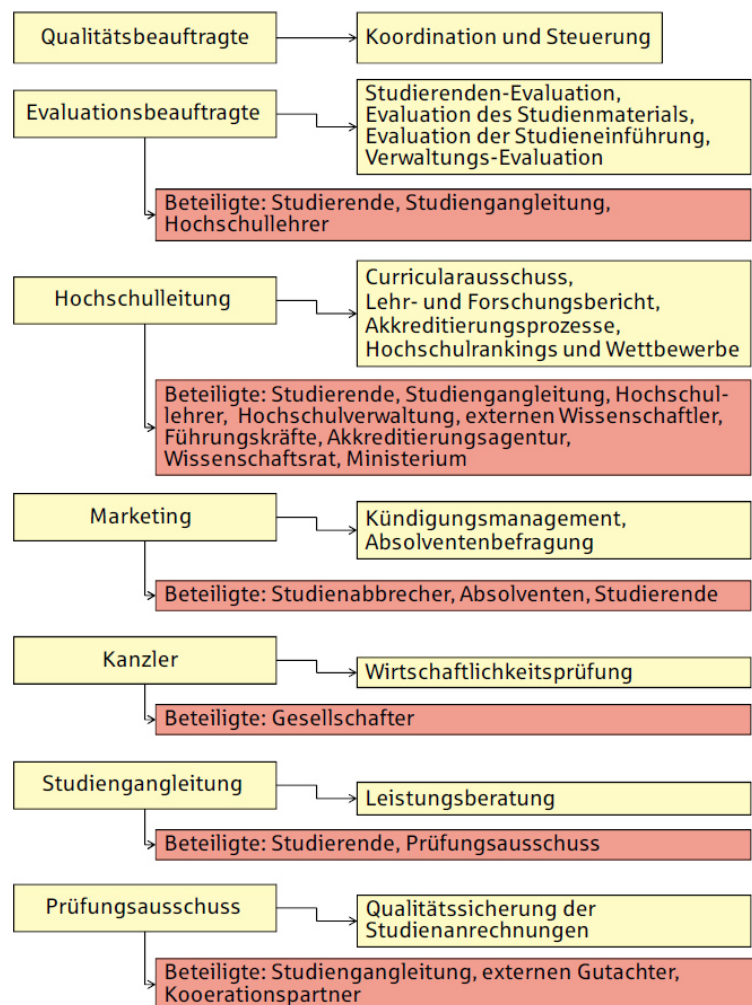 Qualitätsbeauftragte
Koordination und Steuerung
Evaluationsbeauftragte
Studierenden-Evaluation,
Evaluation des Studienmaterials,
Evaluation der Studieneinführung,
Verwaltungs-Evaluation
Beteiligte: Studierende, Studiengangleitung,
Hochschullehrer
Hochschulleitung
Curricularausschuss,
Lehr- und Forschungsbericht,
Akkreditierungsprozesse,
Hochschulrankings und Wettbewerbe
Beteiligte: Studierende, Studiengangleitung, Hochschul-
lehrer, Hochschulverwaltung, externen Wissenschaftler,
Führungskräfte, Akkreditierungsagentur,
Wissenschaftsrat, Ministerium
Marketing
Kündigungsmanagement,
Absolventenbefragung
Beteiligte: Studienabbrecher, Absolventen, Studierende
Kanzler
Wirtschaftlichkeitsprüfung
Beteiligte: Gesellschafter
Studiengangleitung
Leistungsberatung
Beteiligte: Studierende, Prüfungsausschuss
Prüfungsausschuss
Qualitätssicherung der
Studienanrechnungen
Beteiligte: Studiengangleitung, externen Gutachter,
Kooerationspartner